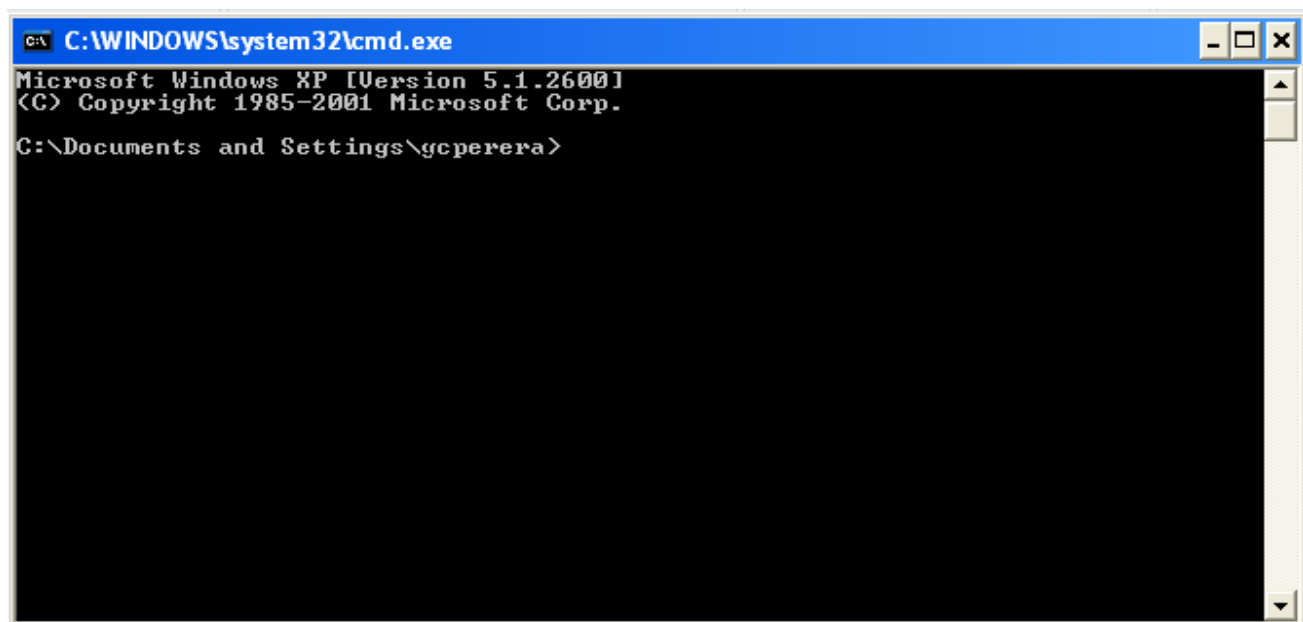 C:\WINDOWS\system32\cmd.exe
Microsoft Windows XP [Version 5.1.2600]
(C) Copyright 1985-2001 Microsoft Corp.
C:\Documents and Settings\gcperera>